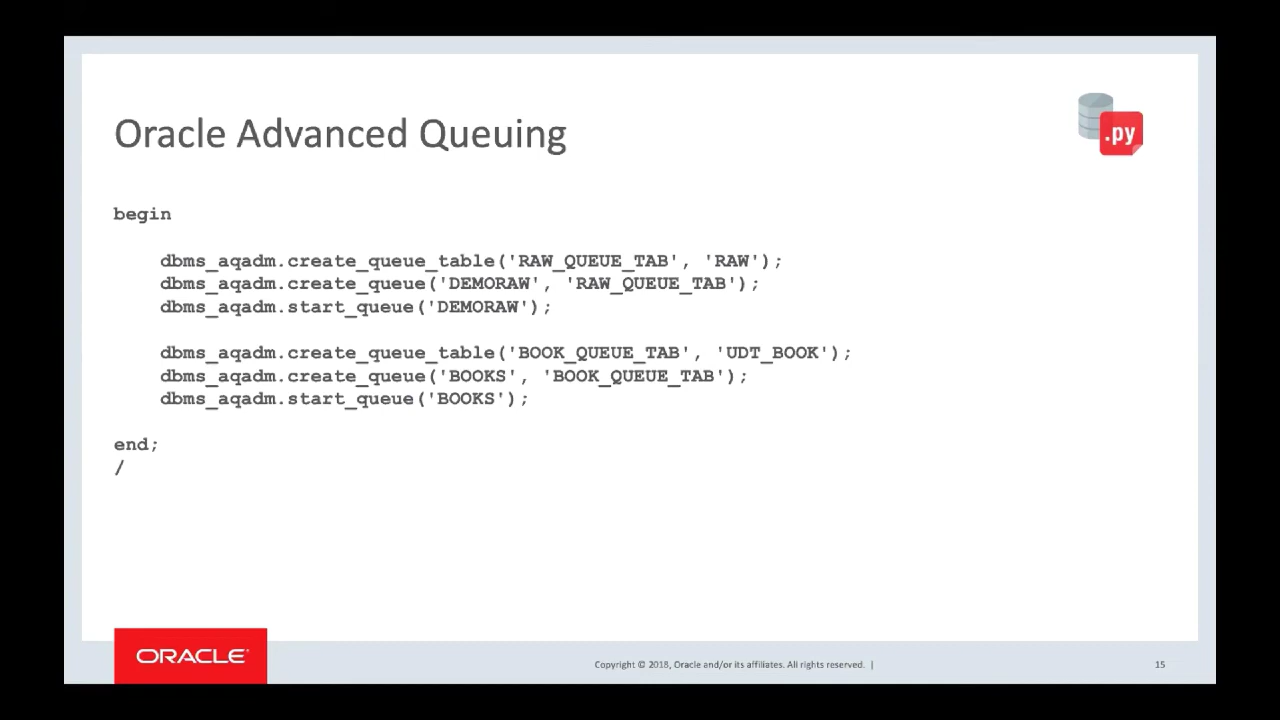 Oracle Advanced Queuing
.py
begin
dbms_aqadm.create_queue_table('RAW_QUEUE_TAB', 'RAW');
dbms_aqadm.create_queue('DEMORAW', 'RAW_QUEUE_TAB');
dbms_aqadm.start_queue('DEMORAW');
dbms_aqadm.create_queue_table('BOOK_QUEUE_TAB', 'UDT_BOOK');
dbms_aqadm.create_queue('BOOKS', 'BOOK_QUEUE_TAB');
dbms_aqadm.start_queue('BOOKS');
end;
/
ORACLE
Copyright © 2018, Oracle and/or its affiliates. All rights reserved. |
15